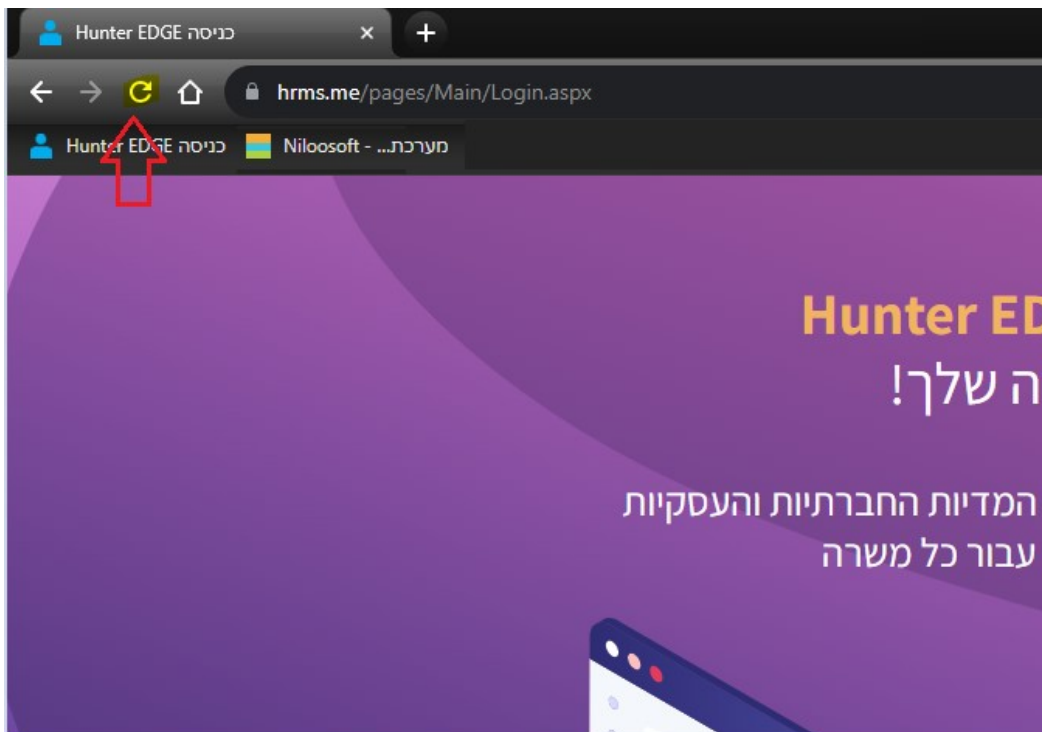 כניסה Hunter EDGE
hrms.me/pages/Main/Login.aspx
כניסה Hunter EDGE
מערכת... - Niloosoft
Hunter ED
ה שלך!
המדיות החברתיות והעסקיות
עבור כל משרה